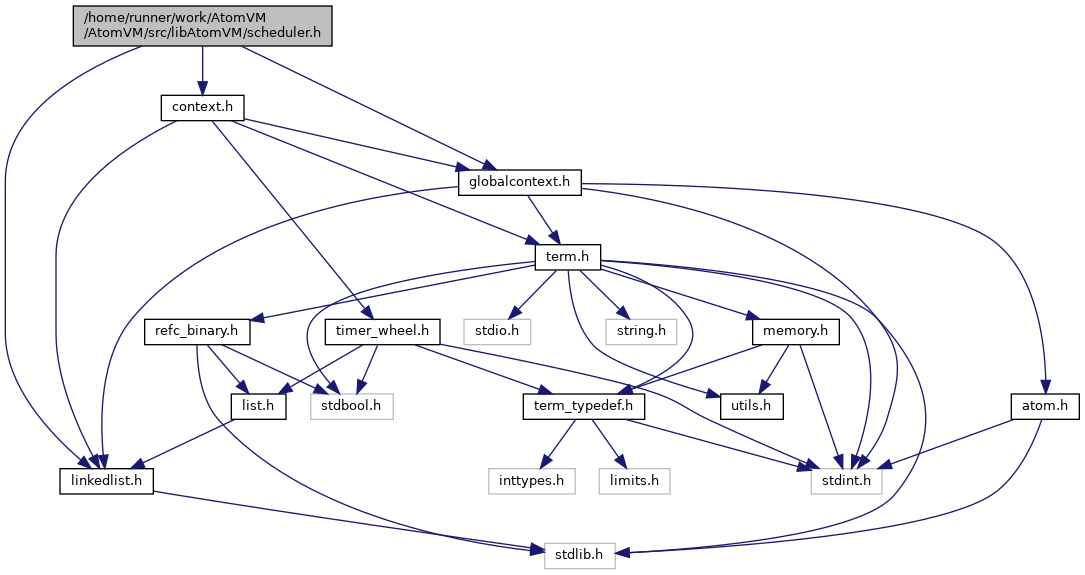 /home/runner/work/AtomVM
/AtomVM/src/libAtomVM/scheduler.h
context.h
globalcontext.h
term.h
refc_binary.h
timer_wheel.h
stdio.h
string.h
memory.h
list.h
stdbool.h
term_typedef.h
utils.h
atom.h
linkedlist.h
inttypes.h
limits.h
stdint.h
stdlib.h